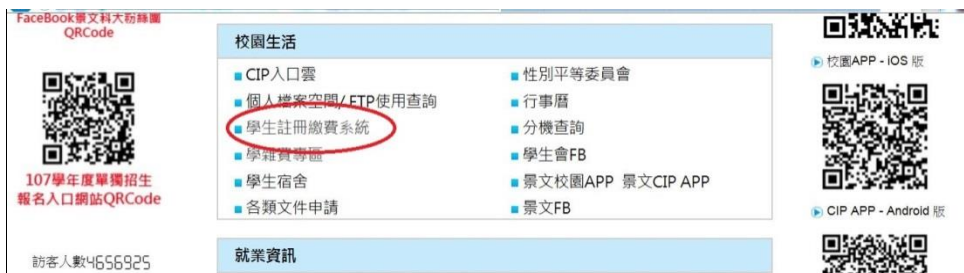 FaceBook景文科大粉絲團
QRCode
107學年度單獨招生
報名入口網站QRCode
訪客人數4656925
校園生活
CIP入口雲
個人檔案空間/ FTP使用查詢
學生註冊繳費系統
學雜費專區
學生宿舍
各類文件申請
性別平等委員會
行事曆
分機查詢
學生會FB
景文校園APP 景文CIP APP
景文FB
就業資訊
校園APP - iOS 版
CIP APP - Android 版